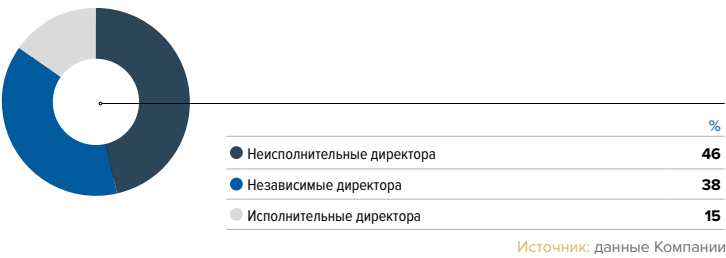 %
Неисполнительные директора 46
Независимые директора 38
Исполнительные директора 15
Источник: данные Компании